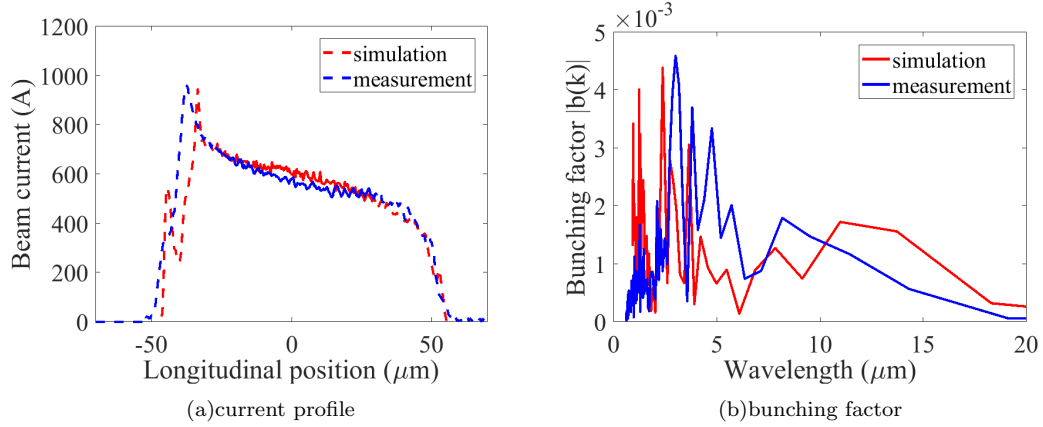 1200
1000
800
600
400
200
0
-50
0
50
Beam current (A)
Longitudinal position (μm)
simulation
measurement
(a)current profile
×10⁻³
5
4
3
2
1
0
0
5
10
15
20
Bunching factor |b(k)|
Wavelength (μm)
simulation
measurement
(b)bunching factor